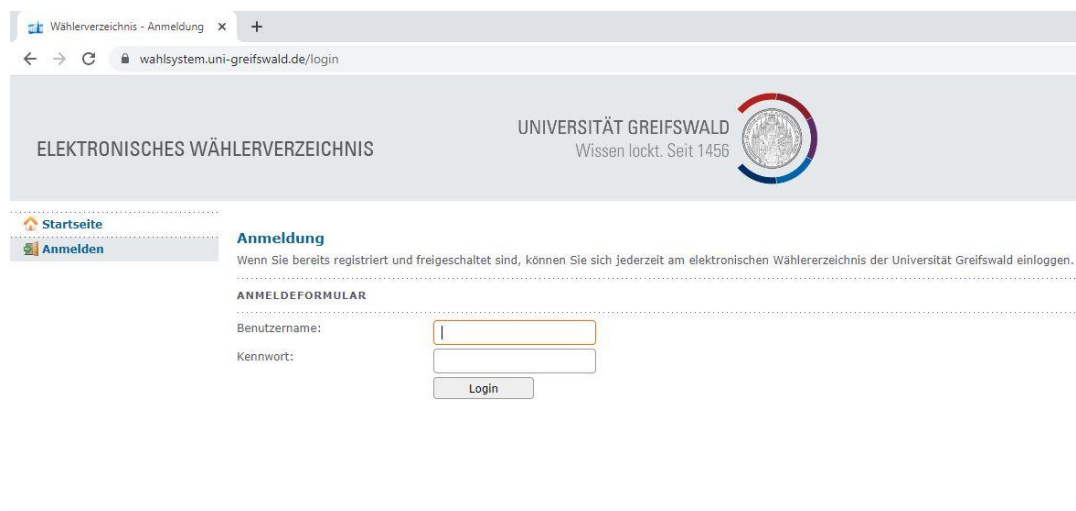 Wählerverzeichnis - Anmeldung
wahlsystem.uni-greifswald.de/login
ELEKTRONISCHES WÄHLERVERZEICHNIS
UNIVERSITÄT GREIFSWALD
Wissen lockt. Seit 1456
Startseite
Anmelden
Anmeldung
Wenn Sie bereits registriert und freigeschaltet sind, können Sie sich jederzeit am elektronischen Wählererzeichnis der Universität Greifswald einloggen.
ANMELDEFORMULAR
Benutzername:
Kennwort:
Login